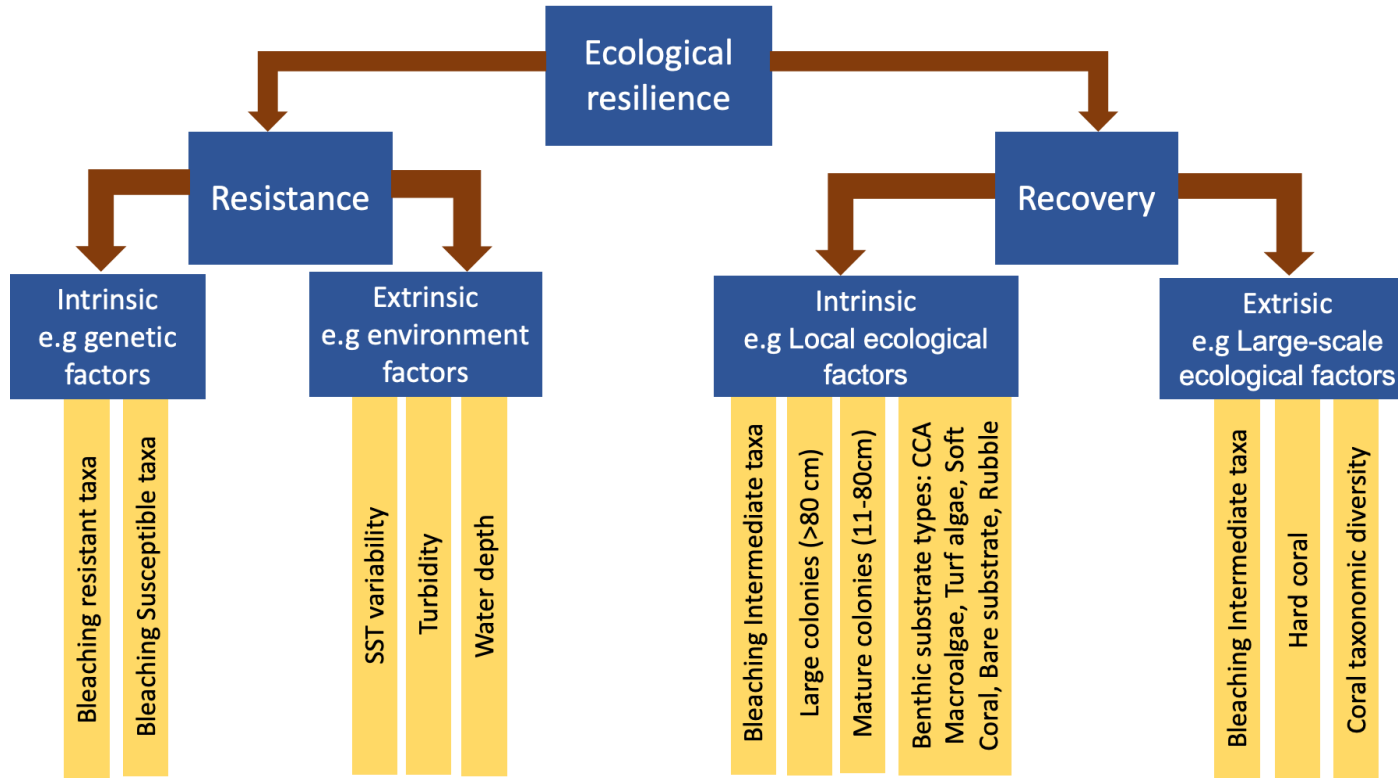 Ecological
resilience
Resistance
Recovery
Intrinsic
e.g genetic
factors
Extrinsic
e.g environment
factors
Intrinsic
e.g Local ecological
factors
Extrisic
e.g Large-scale
ecological factors
Bleaching resistant taxa
Bleaching Susceptible taxa
SST variability
Turbidity
Water depth
Bleaching Intermediate taxa
Large colonies (>80 cm)
Mature colonies (11-80cm)
Benthic substrate types: CCA
Macroalgae, Turf algae, Soft
Coral, Bare substrate, Rubble
Bleaching Intermediate taxa
Hard coral
Coral taxonomic diversity